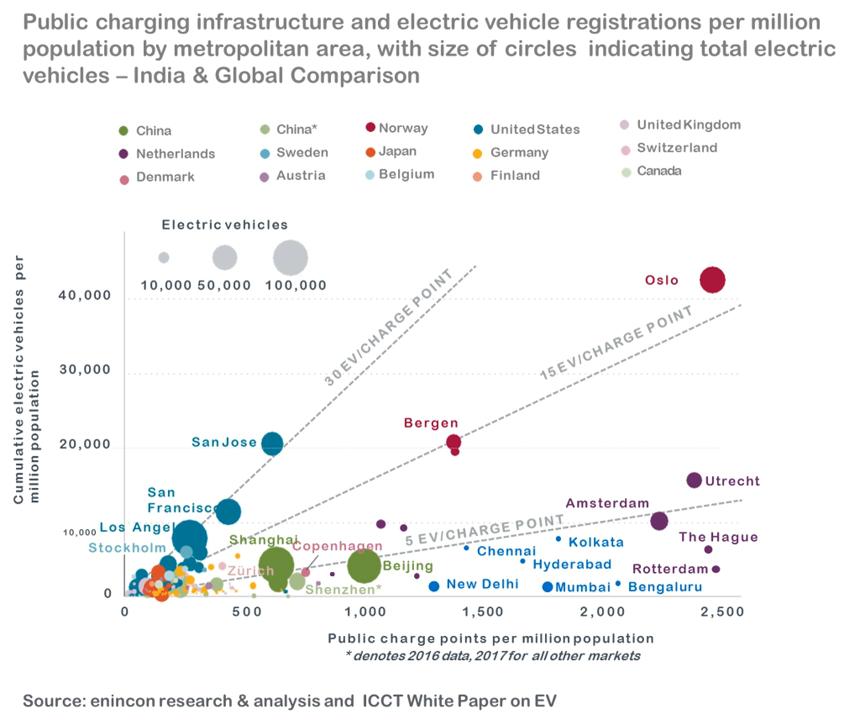 Public charging infrastructure and electric vehicle registrations per million
population by metropolitan area, with size of circles indicating total electric
vehicles – India & Global Comparison
China
China*
Norway
United States
United Kingdom
Netherlands
Sweden
Japan
Germany
Switzerland
Denmark
Austria
Belgium
Finland
Canada
Electric vehicles
10,000 50,000 100,000
Cumulative electric vehicles per
million population
40,000
30,000
20,000
10,000
0
30 EV/CHARGE POINT
15 EV/CHARGE POINT
5 EV/CHARGE POINT
Oslo
Bergen
San Jose
San
Francisco
Los Angel
Stockholm
Shanghai
Copenhagen
Zürich
Shenzhen*
Beijing
Utrecht
Amsterdam
The Hague
Rotterdam
Kolkata
Chennai
Hyderabad
New Delhi
Mumbai
Bengaluru
0 500 1,000 1,500 2,000 2,500
Public charge points per million population
* denotes 2016 data, 2017 for all other markets
Source: enincon research & analysis and ICCT White Paper on EV